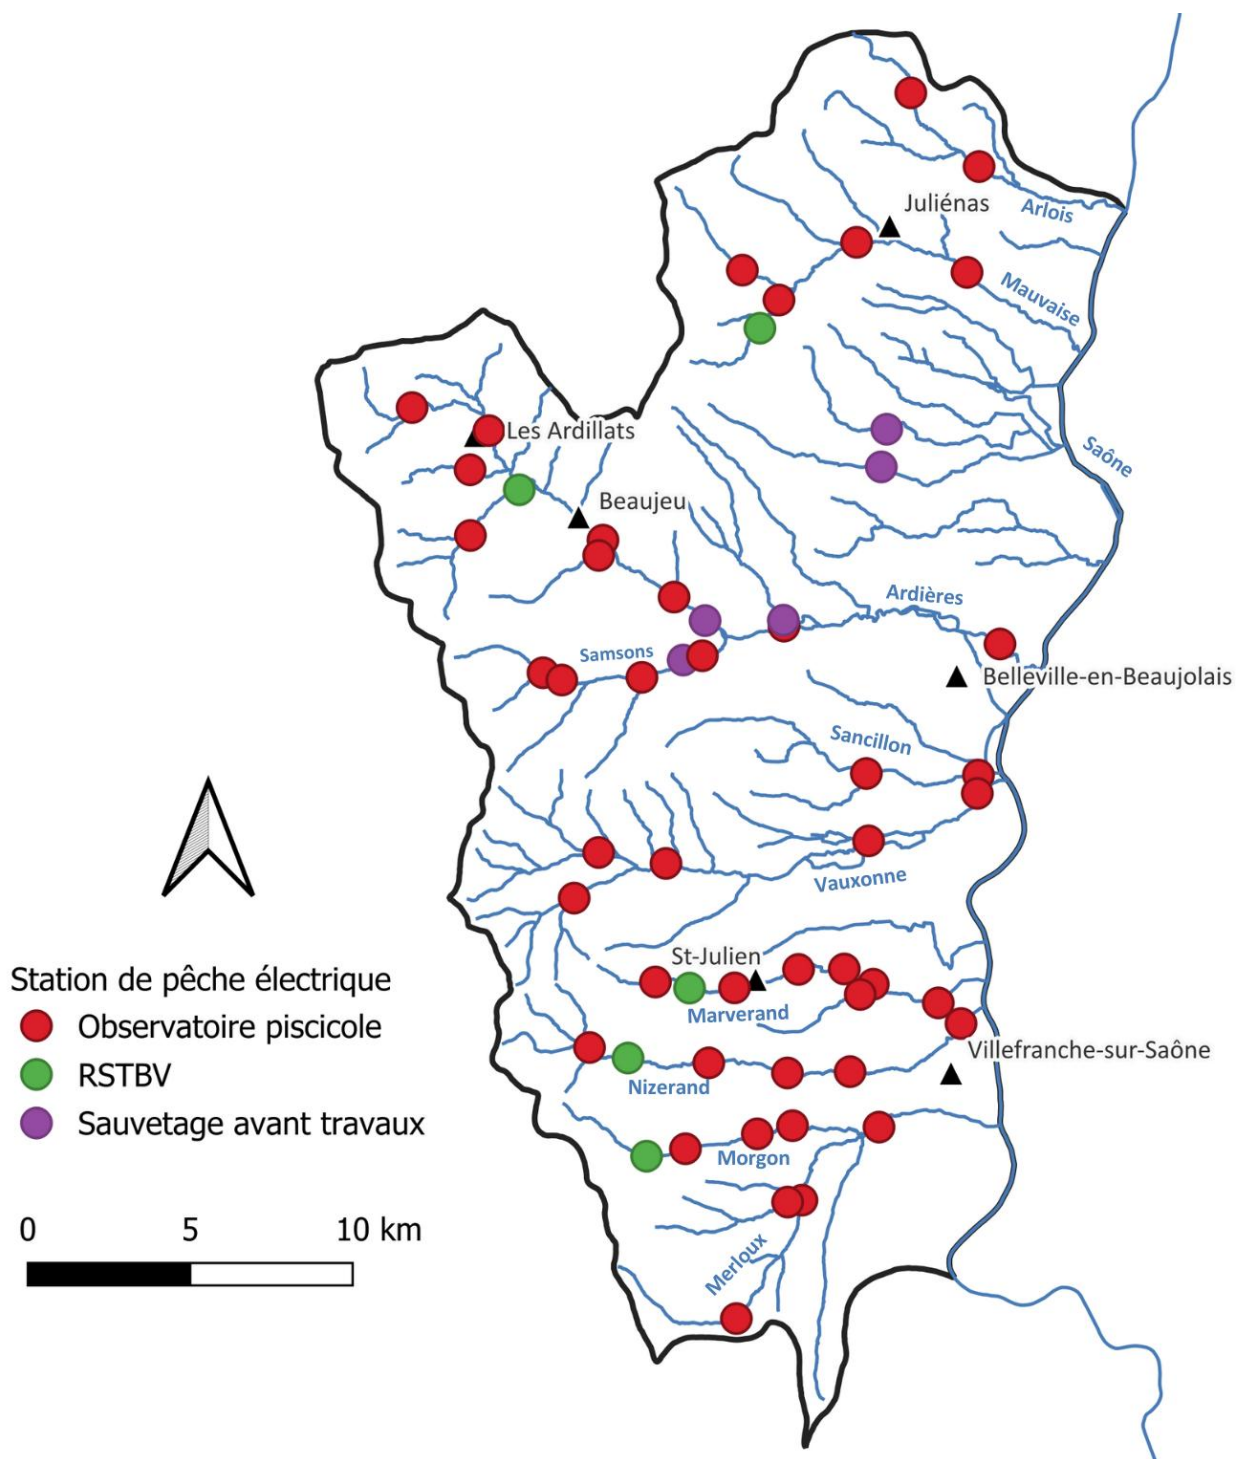 Juliénas
Arlois
Mauvaise
Les Ardillats
Saône
Beaujeu
Ardières
Samsons
Belleville-en-Beaujolais
Sancillon
Vauxonne
St-Julien
Marverand
Villefranche-sur-Saône
Nizerand
Morgon
Merloux
Station de pêche électrique
Observatoire piscicole
RSTBV
Sauvetage avant travaux
0 5 10 km